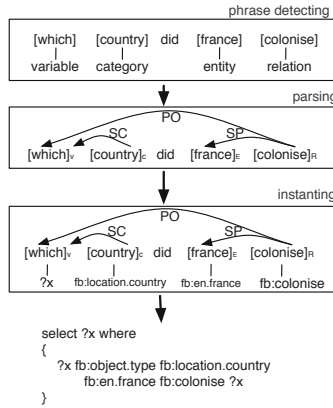 phrase detecting
[which] [country] did [france] [colonise]
variable category entity relation
parsing
PO
SC SP
[which]V [country]C did [france]E [colonise]R
instanting
PO
SC SP
[which]V [country]C did [france]E [colonise]R
?x fb:location.country fb:en.france fb:colonise
select ?x where
{
?x fb:object.type fb:location.country
fb:en.france fb:colonise ?x
}